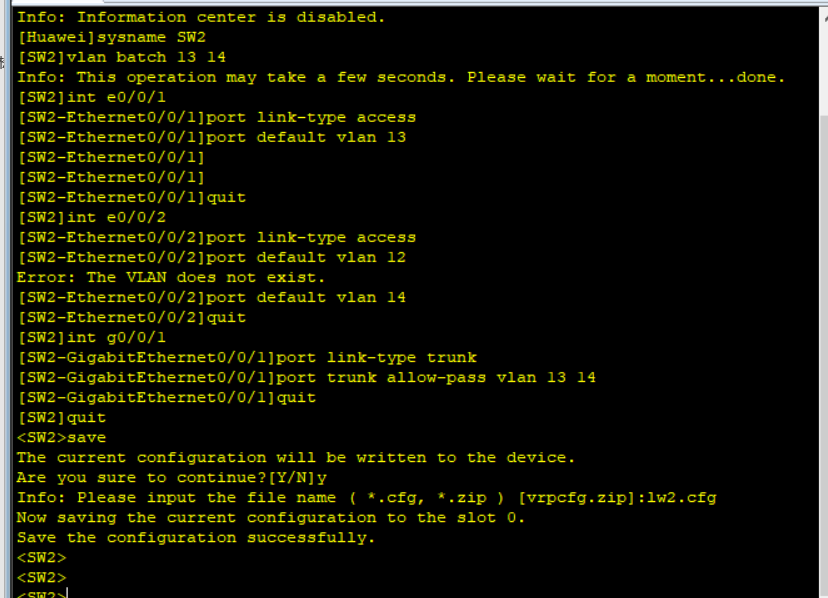 Info: Information center is disabled.
[Huawei]sysname SW2
[SW2]vlan batch 13 14
Info: This operation may take a few seconds. Please wait for a moment...done.
[SW2]int e0/0/1
[SW2-Ethernet0/0/1]port link-type access
[SW2-Ethernet0/0/1]port default vlan 13
[SW2-Ethernet0/0/1]
[SW2-Ethernet0/0/1]
[SW2-Ethernet0/0/1]quit
[SW2]int e0/0/2
[SW2-Ethernet0/0/2]port link-type access
[SW2-Ethernet0/0/2]port default vlan 12
Error: The VLAN does not exist.
[SW2-Ethernet0/0/2]port default vlan 14
[SW2-Ethernet0/0/2]quit
[SW2]int g0/0/1
[SW2-GigabitEthernet0/0/1]port link-type trunk
[SW2-GigabitEthernet0/0/1]port trunk allow-pass vlan 13 14
[SW2-GigabitEthernet0/0/1]quit
[SW2]quit
<SW2>save
The current configuration will be written to the device.
Are you sure to continue?[Y/N]y
Info: Please input the file name ( *.cfg, *.zip ) [vrpcfg.zip]:lw2.cfg
Now saving the current configuration to the slot 0.
Save the configuration successfully.
<SW2>
<SW2>
<SW2>